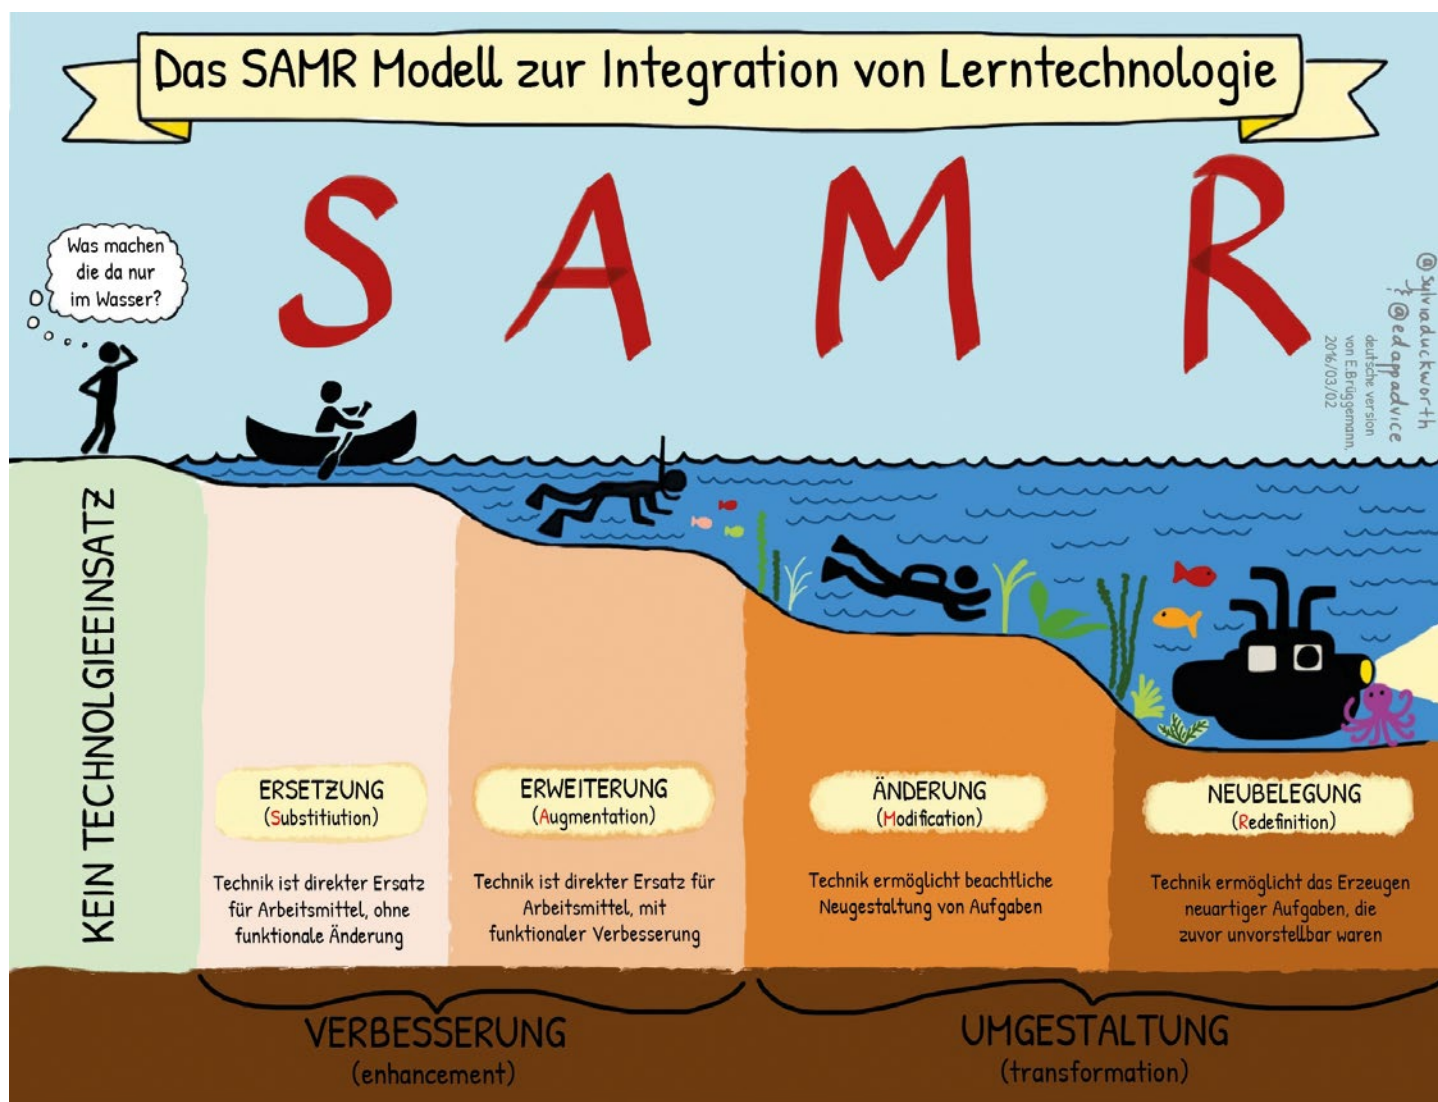 Das SAMR Modell zur Integration von Lerntechnologie
S A M R
Was machen
die da nur
im Wasser?
@sylviaduckworth
& @edappadvice
deutsche version
von E.Brüggemann,
2016/03/02
KEIN TECHNOLGIEEINSATZ
ERSETZUNG
(Substitiution)
Technik ist direkter Ersatz
für Arbeitsmittel, ohne
funktionale Änderung
ERWEITERUNG
(Augmentation)
Technik ist direkter Ersatz für
Arbeitsmittel, mit
funktionaler Verbesserung
ÄNDERUNG
(Modification)
Technik ermöglicht beachtliche
Neugestaltung von Aufgaben
NEUBELEGUNG
(Redefinition)
Technik ermöglicht das Erzeugen
neuartiger Aufgaben, die
zuvor unvorstellbar waren
VERBESSERUNG
(enhancement)
UMGESTALTUNG
(transformation)